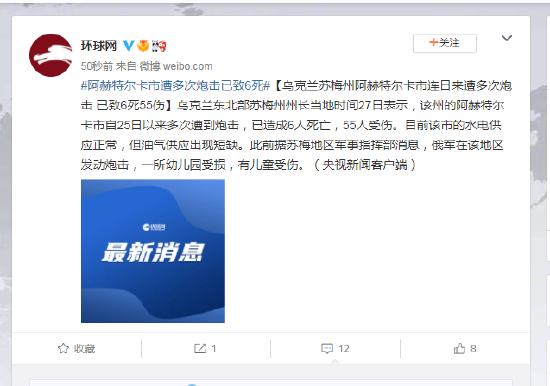 环球网
+关注
50秒前 来自 微博 weibo.com
#阿赫特尔卡市遭多次炮击已致6死#【乌克兰苏梅州阿赫特尔卡市连日来遭多次炮
击 已致6死55伤】乌克兰东北部苏梅州州长当地时间27日表示，该州的阿赫特尔
卡市自25日以来多次遭到炮击，已造成6人死亡，55人受伤。目前该市的水电供
应正常，但油气供应出现短缺。此前据苏梅地区军事指挥部消息，俄军在该地区
发动炮击，一所幼儿园受损，有儿童受伤。（央视新闻客户端）
环球网
最新消息
收藏
1
12
8